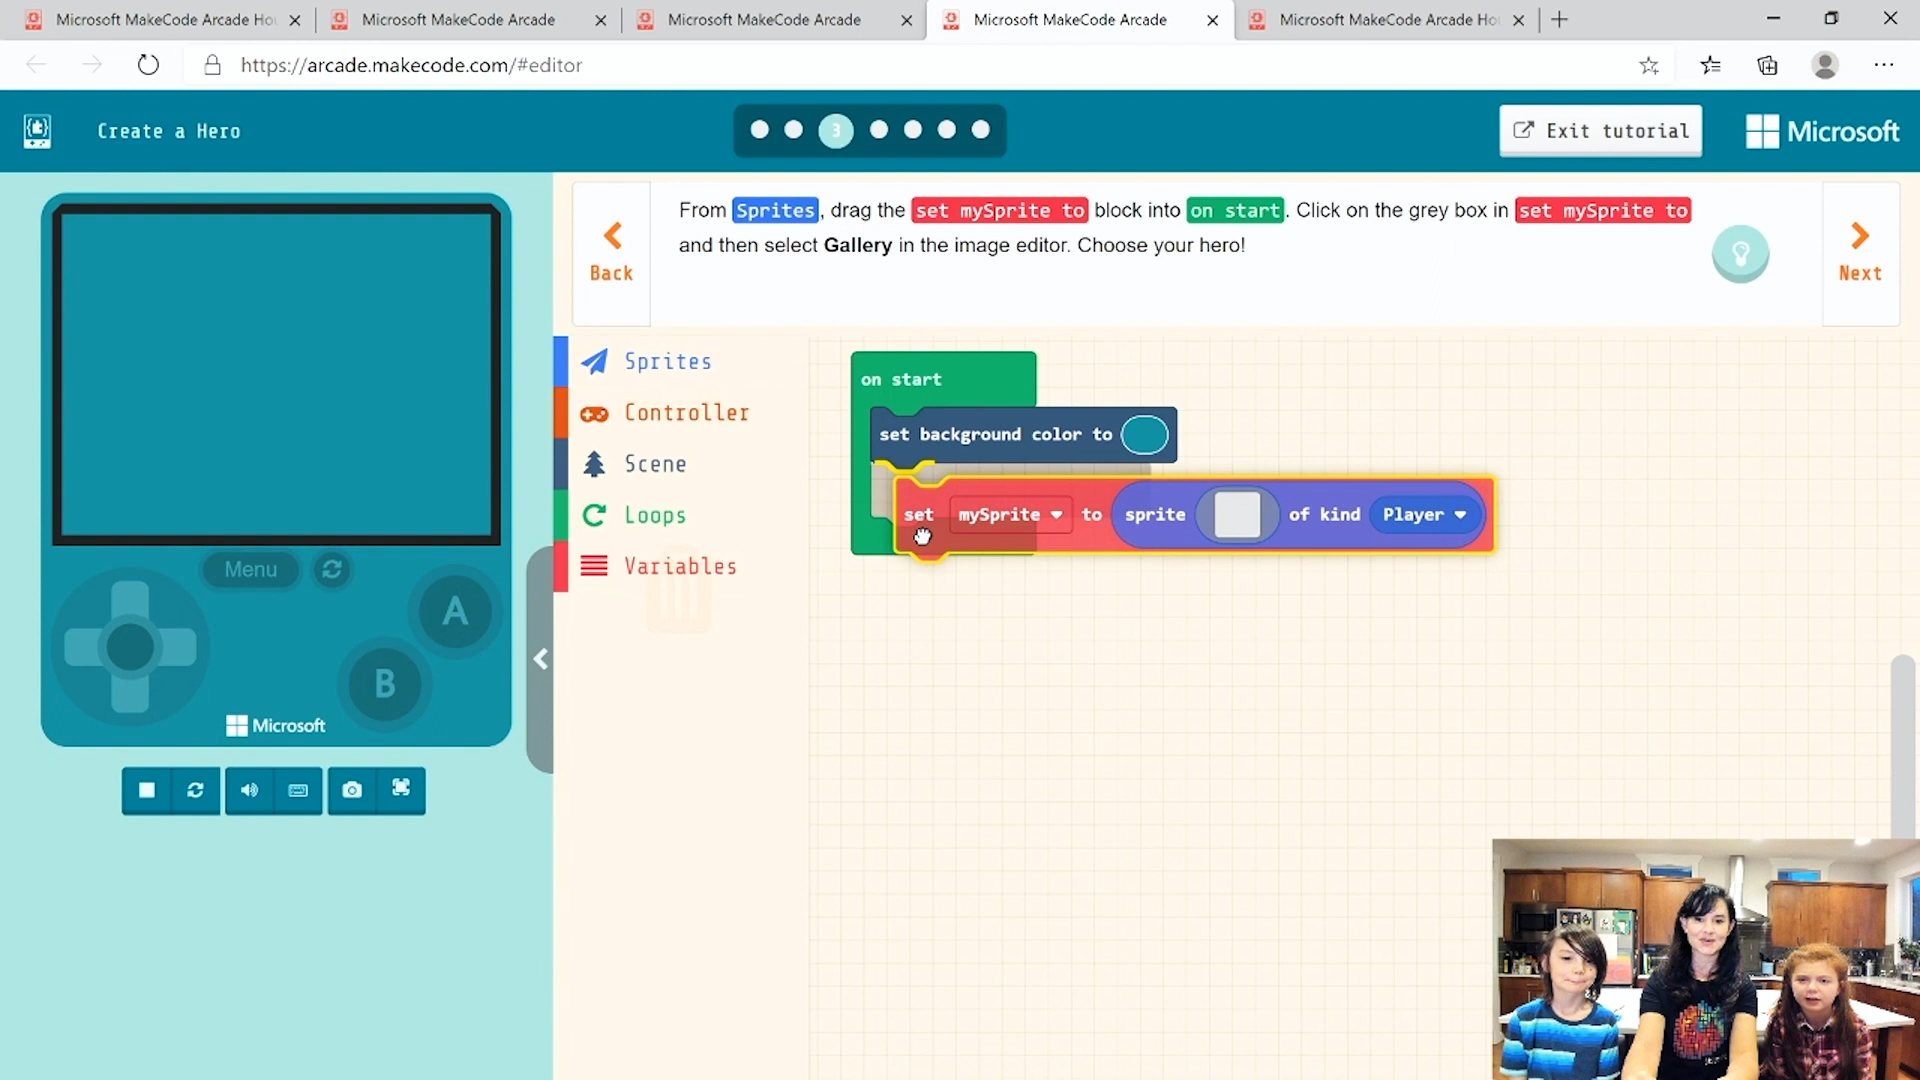 Microsoft MakeCode Arcade Hou
Microsoft MakeCode Arcade
Microsoft MakeCode Arcade
Microsoft MakeCode Arcade
Microsoft MakeCode Arcade Hou
https://arcade.makecode.com/#editor
Create a Hero
3
Exit tutorial
Microsoft
Back
From Sprites, drag the set mySprite to block into on start. Click on the grey box in set mySprite to
and then select Gallery in the image editor. Choose your hero!
Next
Sprites
Controller
Scene
Loops
Variables
on start
set background color to
set mySprite to sprite of kind Player
Menu
A
B
Microsoft